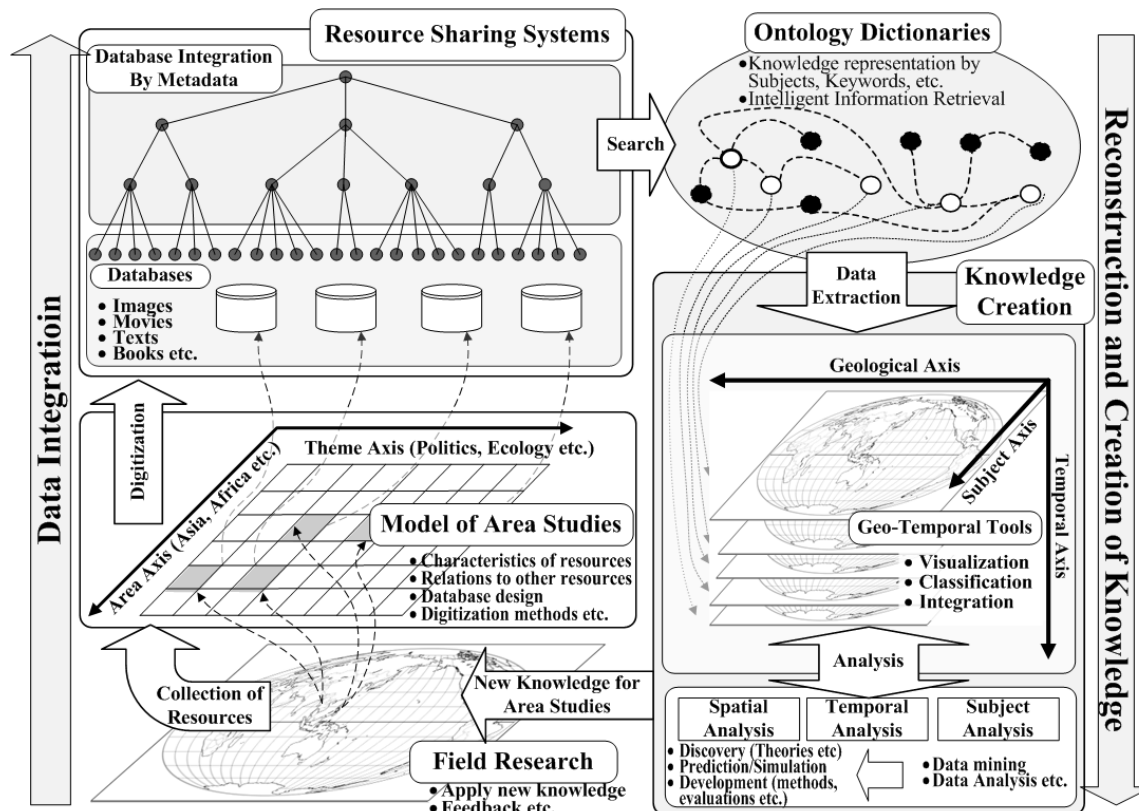 Resource Sharing Systems
Database Integration
By Metadata
Databases
• Images
• Movies
• Texts
• Books etc.
Search
Ontology Dictionaries
•Knowledge representation by
Subjects, Keywords, etc.
•Intelligent Information Retrieval
Data
Extraction
Knowledge
Creation
Geological Axis
Subject Axis
Temporal Axis
Geo-Temporal Tools
• Visualization
• Classification
• Integration
Analysis
Spatial
Analysis
Temporal
Analysis
Subject
Analysis
• Discovery (Theories etc)
• Prediction/Simulation
• Development (methods,
evaluations etc.)
• Data mining
• Data Analysis etc.
New Knowledge for
Area Studies
Field Research
• Apply new knowledge
• Feedback etc.
Collection of
Resources
Theme Axis (Politics, Ecology etc.)
Area Axis (Asia, Africa etc.)
Model of Area Studies
• Characteristics of resources
• Relations to other resources
• Database design
• Digitization methods etc.
Digitization
Data Integratioin
Reconstruction and Creation of Knowledge